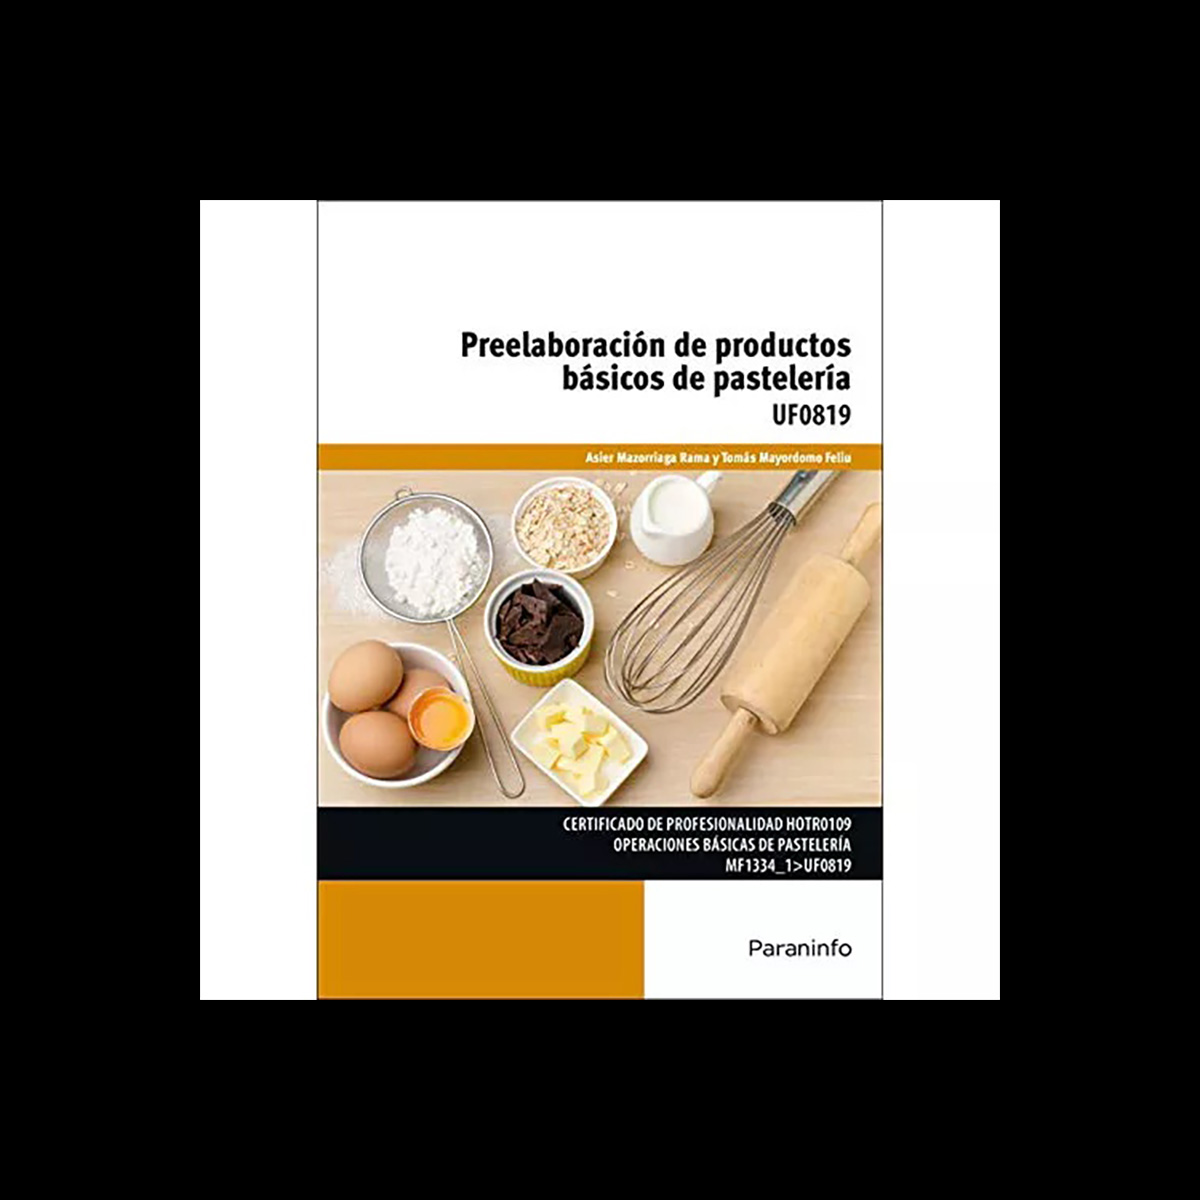 Preelaboración de productos
básicos de pastelería
UF0819
Asier Mazorriaga Rama y Tomás Mayordomo Feliu
CERTIFICADO DE PROFESIONALIDAD HOTR0109
OPERACIONES BÁSICAS DE PASTELERÍA
MF1334_1>UF0819
Paraninfo